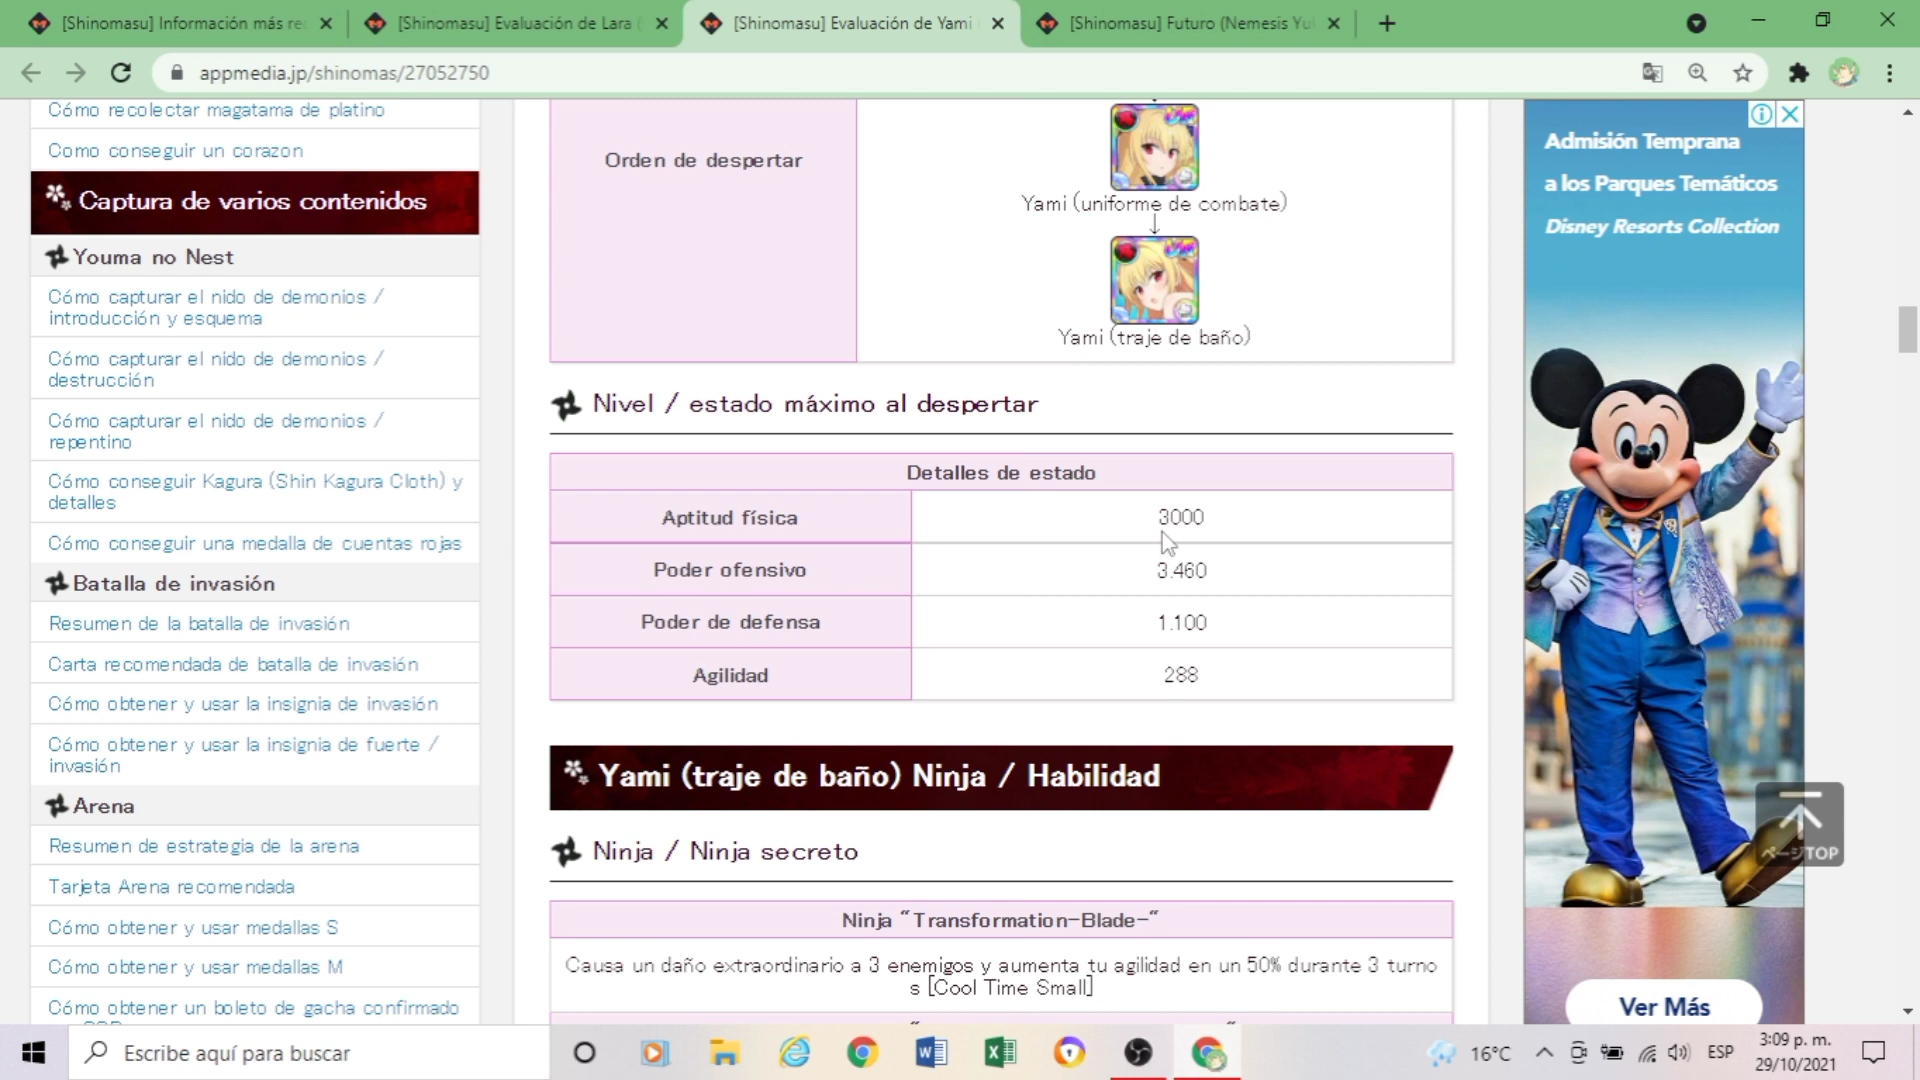 [Shinomasu] Información más re
[Shinomasu] Evaluación de Lara
[Shinomasu] Evaluación de Yami
[Shinomasu] Futuro (Nemesis Yu
appmedia.jp/shinomas/27052750
Cómo recolectar magatama de platino
Como conseguir un corazon
Captura de varios contenidos
Youma no Nest
Cómo capturar el nido de demonios /
introducción y esquema
Cómo capturar el nido de demonios /
destrucción
Cómo capturar el nido de demonios /
repentino
Cómo conseguir Kagura (Shin Kagura Cloth) y
detalles
Cómo conseguir una medalla de cuentas rojas
Batalla de invasión
Resumen de la batalla de invasión
Carta recomendada de batalla de invasión
Cómo obtener y usar la insignia de invasión
Cómo obtener y usar la insignia de fuerte /
invasión
Arena
Resumen de estrategia de la arena
Tarjeta Arena recomendada
Cómo obtener y usar medallas S
Cómo obtener y usar medallas M
Cómo obtener un boleto de gacha confirmado
Orden de despertar
Yami (uniforme de combate)
↓
Yami (traje de baño)
Nivel / estado máximo al despertar
Detalles de estado
Aptitud física 3000
Poder ofensivo 3.460
Poder de defensa 1.100
Agilidad 288
Yami (traje de baño) Ninja / Habilidad
Ninja / Ninja secreto
Ninja “Transformation-Blade-“
Causa un daño extraordinario a 3 enemigos y aumenta tu agilidad en un 50% durante 3 turno
s [Cool Time Small]
Admisión Temprana
a los Parques Temáticos
Disney Resorts Collection
ページTOP
Ver Más
Escribe aquí para buscar
16°C
ESP
3:09 p. m.
29/10/2021